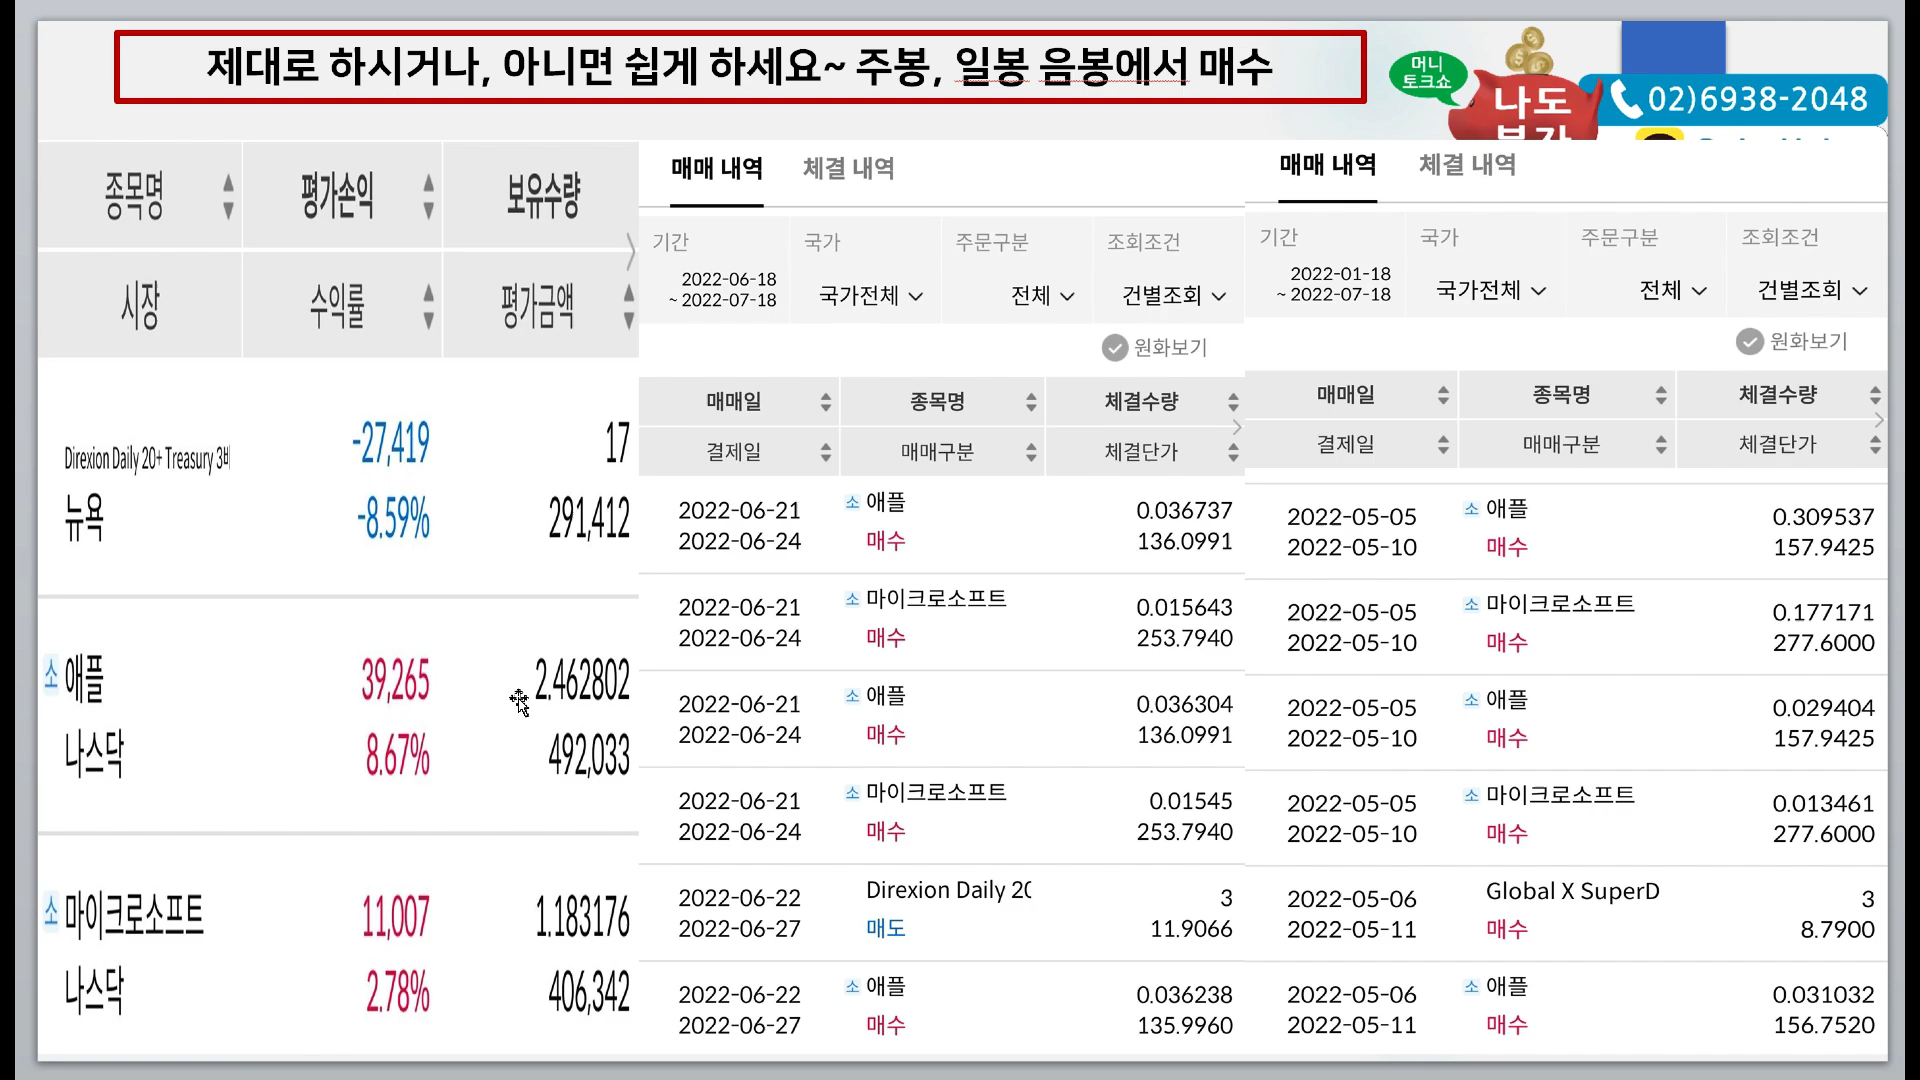 제대로 하시거나, 아니면 쉽게 하세요~ 주봉, 일봉 음봉에서 매수
머니
토크쇼
나도
02)6938-2048
종목명 평가손익 보유수량
시장 수익률 평가금액
-27,419 17
Direxion Daily 20+ Treasury 3
뉴욕 -8.59% 291,412
소 애플 39,265 2.462802
나스닥 8.67% 492,033
소 마이크로소프트 11,007 1.183176
나스닥 2.78% 406,342
매매 내역 체결 내역
기간 국가 주문구분 조회조건
2022-06-18
~ 2022-07-18 국가전체 전체 건별조회
원화보기
매매일 종목명 체결수량
결제일 매매구분 체결단가
2022-06-21 소 애플 0.036737
2022-06-24 매수 136.0991
2022-06-21 소 마이크로소프트 0.015643
2022-06-24 매수 253.7940
2022-06-21 소 애플 0.036304
2022-06-24 매수 136.0991
2022-06-21 소 마이크로소프트 0.01545
2022-06-24 매수 253.7940
2022-06-22 Direxion Daily 20 3
2022-06-27 매도 11.9066
2022-06-22 소 애플 0.036238
2022-06-27 매수 135.9960
매매 내역 체결 내역
기간 국가 주문구분 조회조건
2022-01-18
~ 2022-07-18 국가전체 전체 건별조회
원화보기
매매일 종목명 체결수량
결제일 매매구분 체결단가
2022-05-05 소 애플 0.309537
2022-05-10 매수 157.9425
2022-05-05 소 마이크로소프트 0.177171
2022-05-10 매수 277.6000
2022-05-05 소 애플 0.029404
2022-05-10 매수 157.9425
2022-05-05 소 마이크로소프트 0.013461
2022-05-10 매수 277.6000
2022-05-06 Global X SuperD 3
2022-05-11 매수 8.7900
2022-05-06 소 애플 0.031032
2022-05-11 매수 156.7520